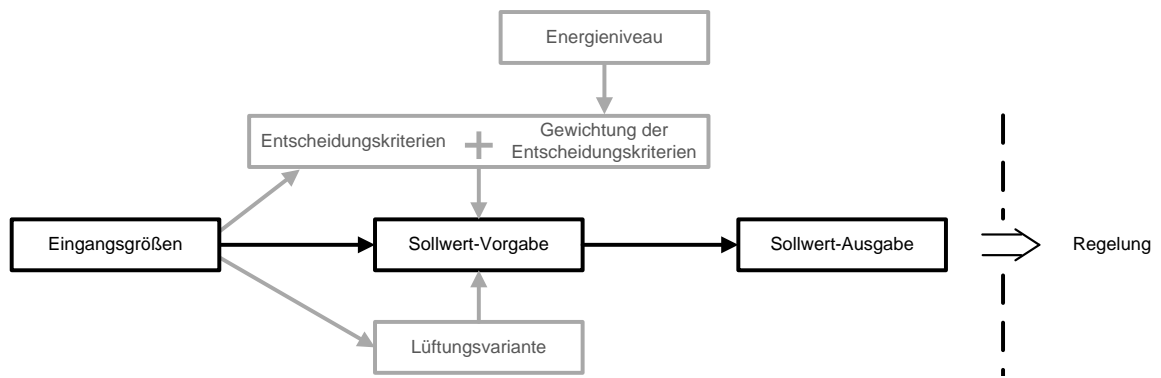 Energieniveau
Entscheidungskriterien + Gewichtung der
Entscheidungskriterien
Eingangsgrößen
Sollwert-Vorgabe
Sollwert-Ausgabe
Regelung
Lüftungsvariante